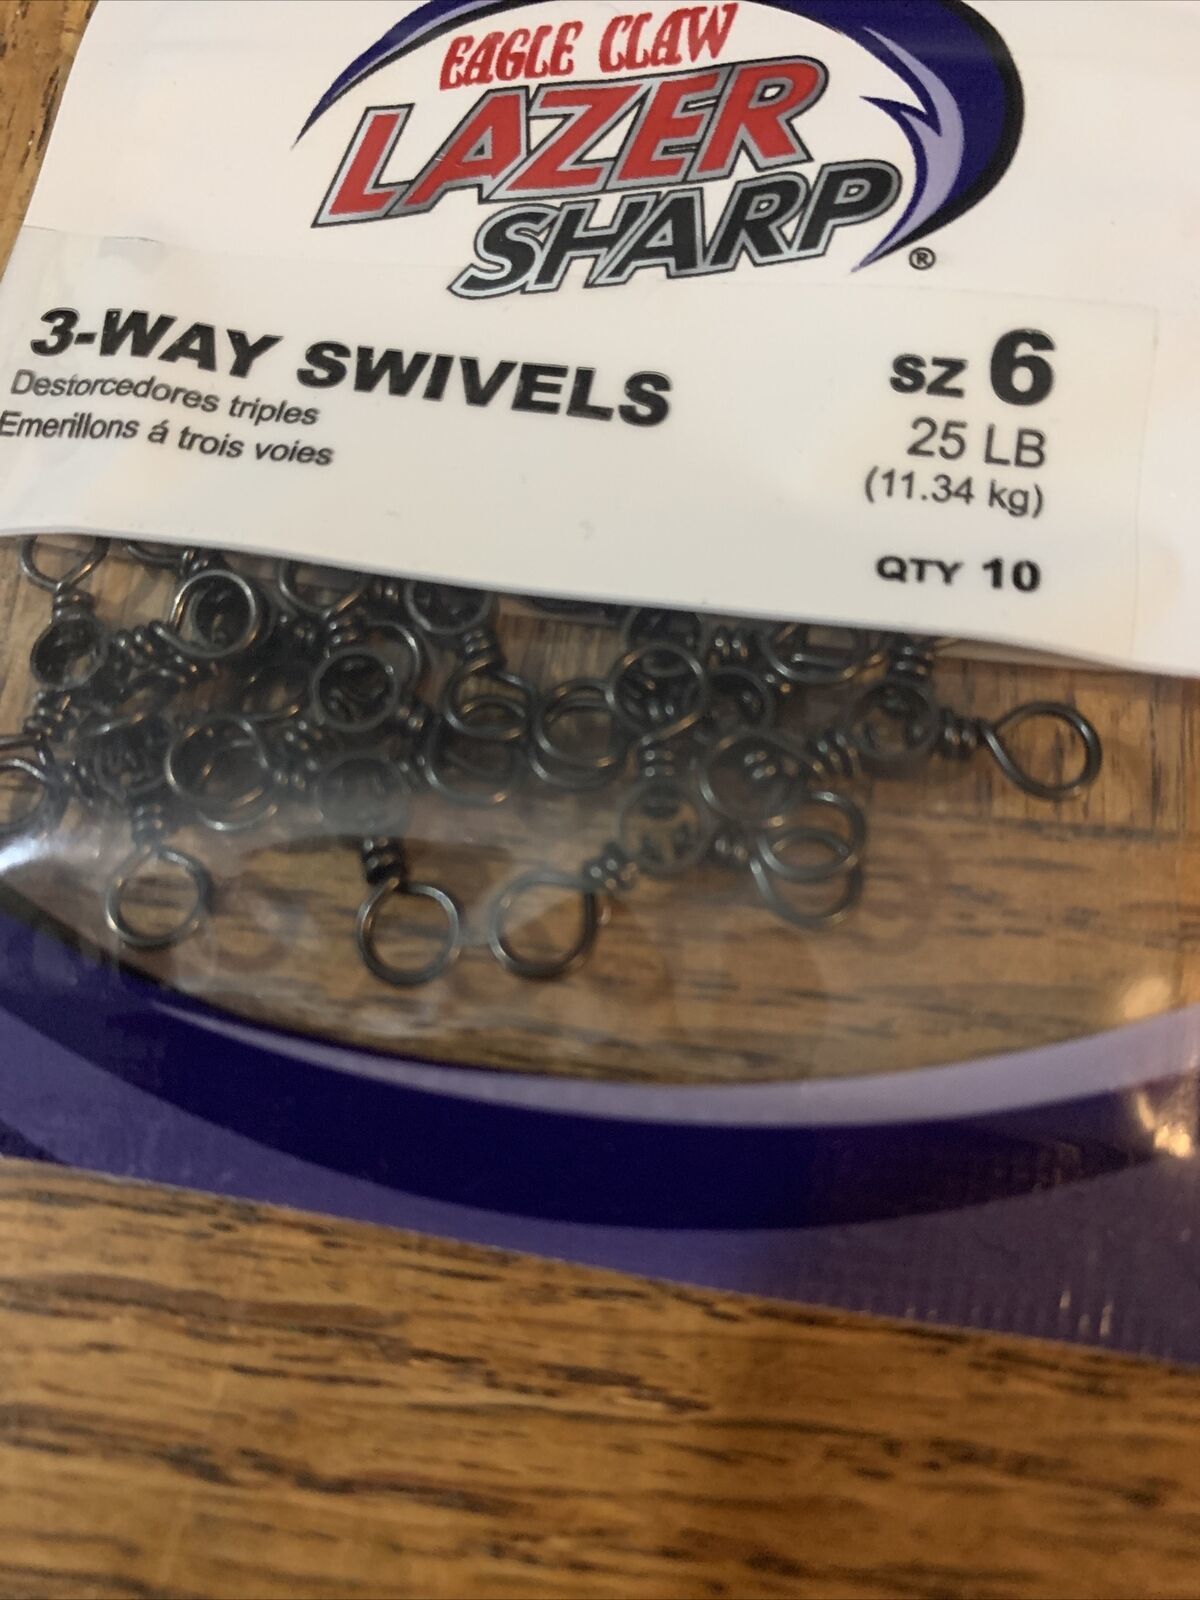 EAGLE CLAW
LAZER
SHARP®
3-WAY SWIVELS
Destorcedores triples
Emerillons á trois voies
SZ 6
25 LB
(11.34 kg)
QTY 10